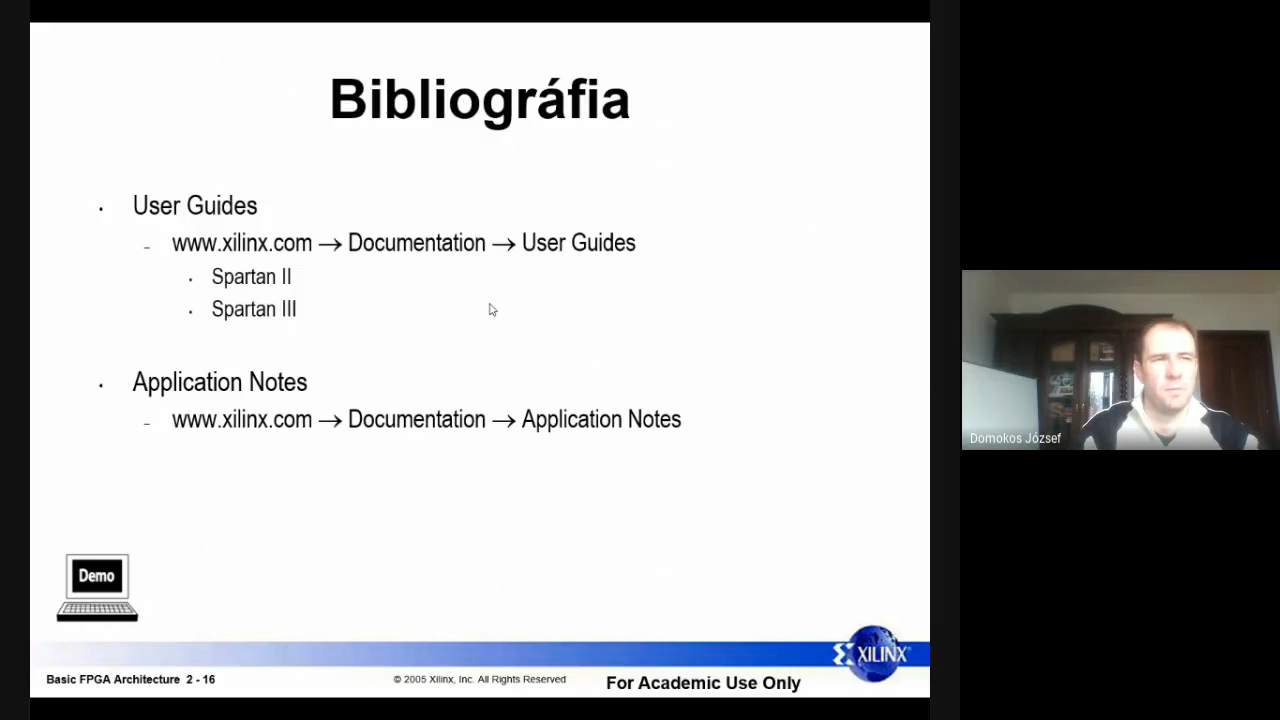 Bibliográfia
• User Guides
– www.xilinx.com → Documentation → User Guides
• Spartan II
• Spartan III
• Application Notes
– www.xilinx.com → Documentation → Application Notes
Demo
XILINX®
Basic FPGA Architecture 2 - 16
© 2005 Xilinx, Inc. All Rights Reserved
For Academic Use Only
Domokos József